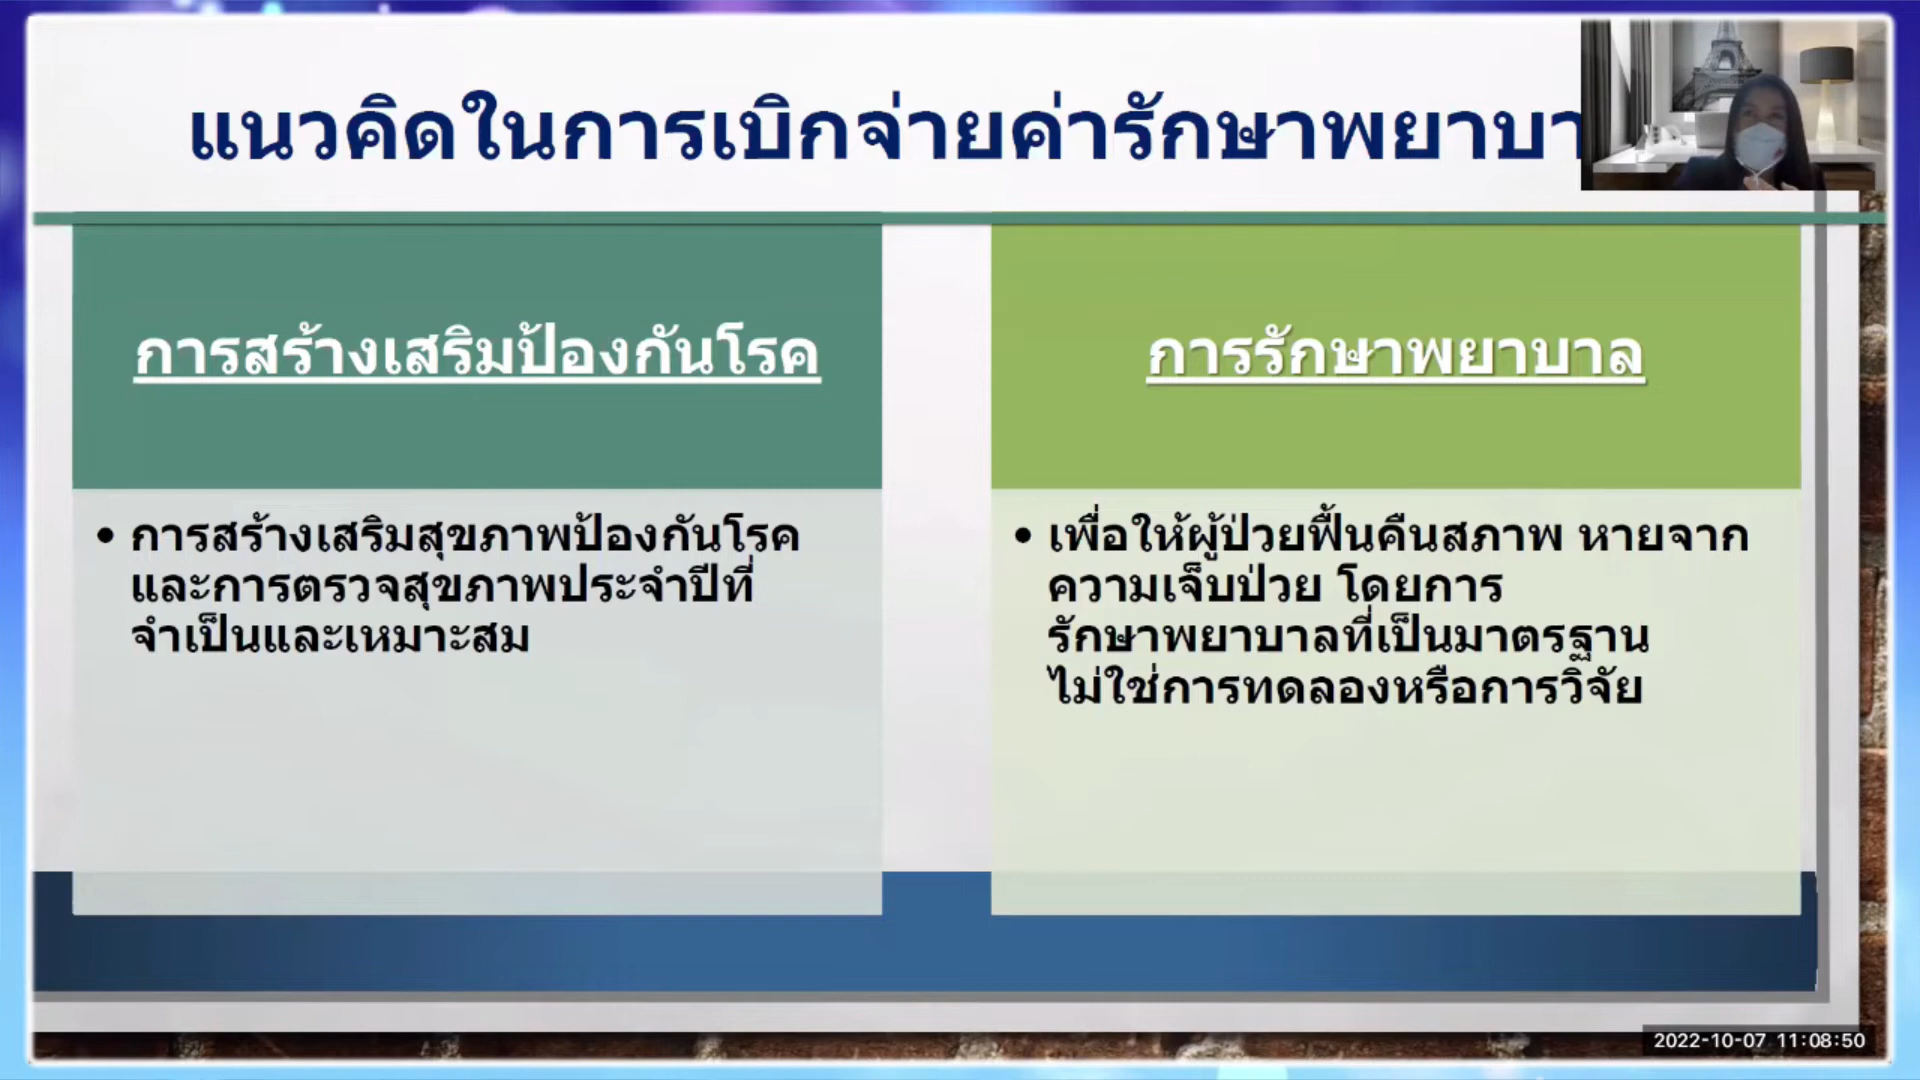 แนวคิดในการเบิกจ่ายค่ารักษาพยาบา
การสร้างเสริมป้องกันโรค
• การสร้างเสริมสุขภาพป้องกันโรค
และการตรวจสุขภาพประจำปีที่
จำเป็นและเหมาะสม
การรักษาพยาบาล
• เพื่อให้ผู้ป่วยฟื้นคืนสภาพ หายจาก
ความเจ็บป่วย โดยการ
รักษาพยาบาลที่เป็นมาตรฐาน
ไม่ใช่การทดลองหรือการวิจัย
2022-10-07 11:08:50